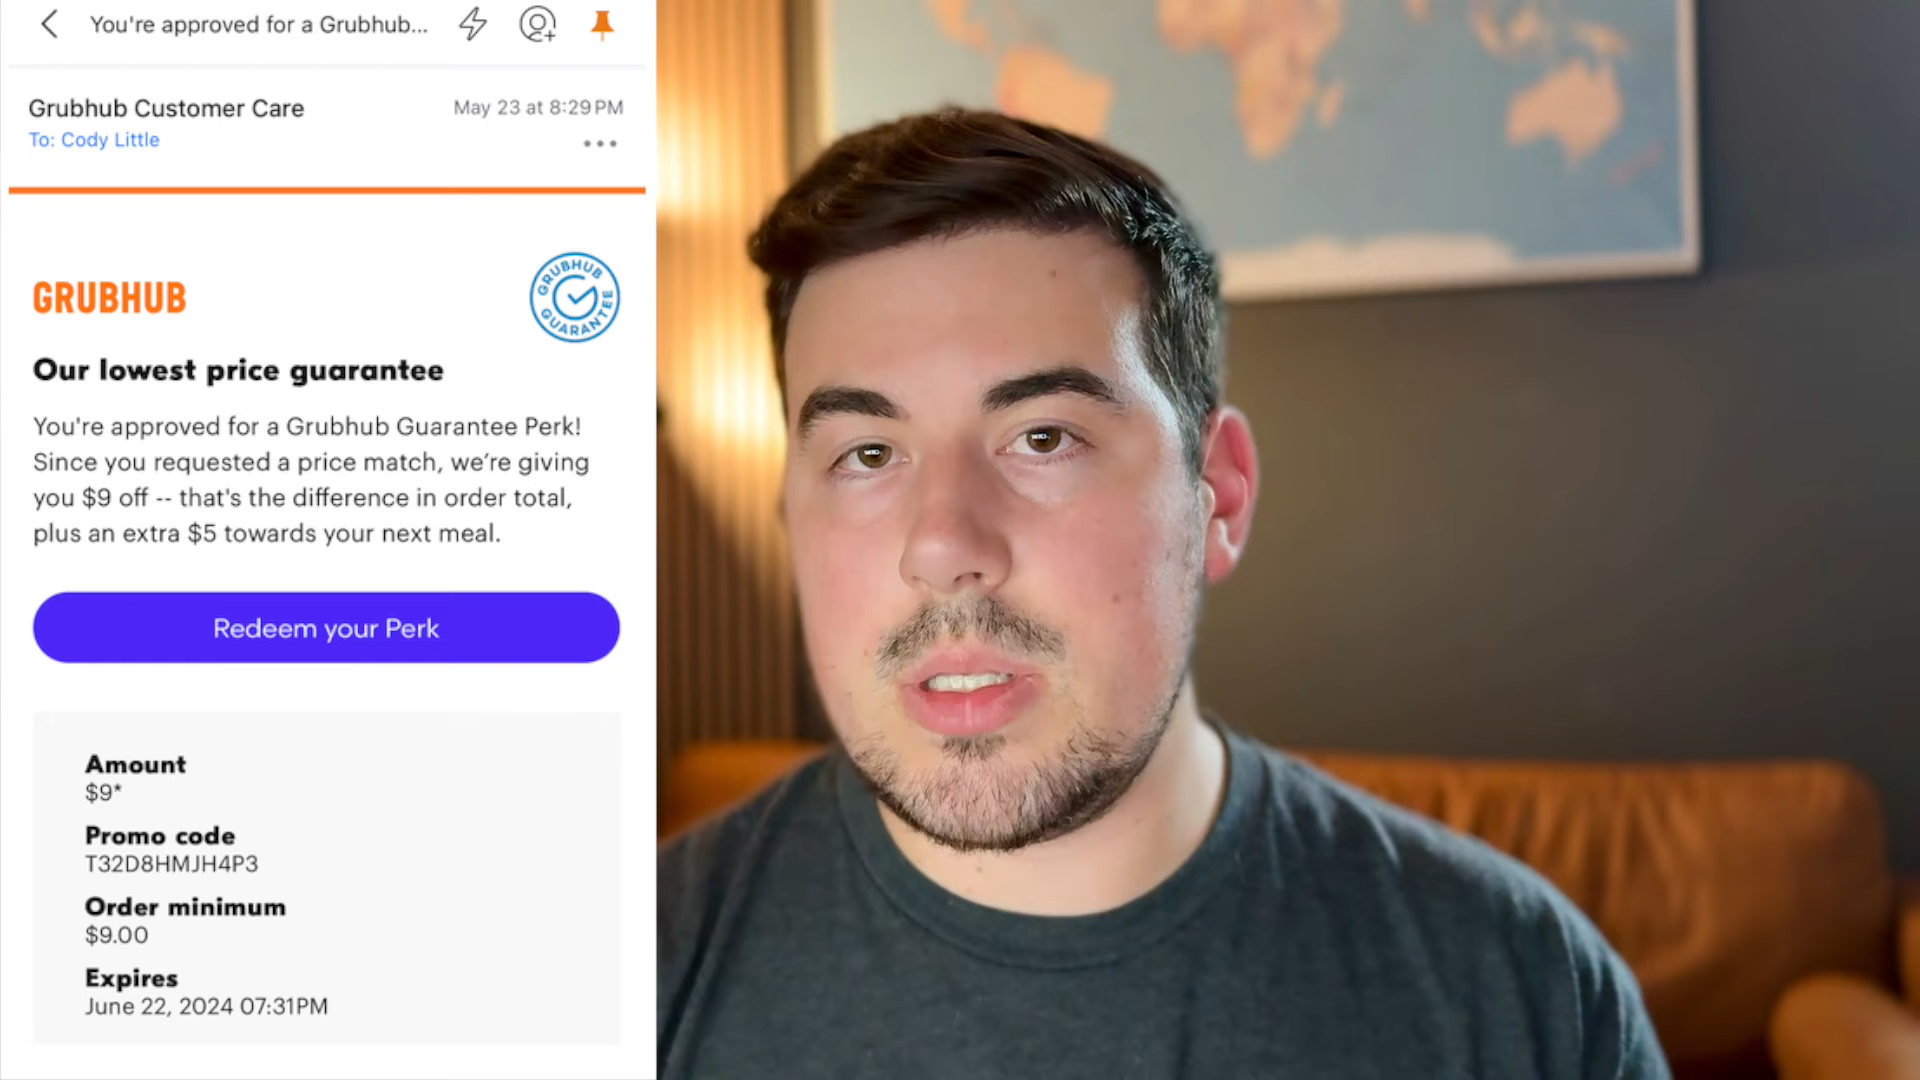 You're approved for a Grubhub...
Grubhub Customer Care
May 23 at 8:29 PM
To: Cody Little
GRUBHUB
GRUBHUB GUARANTEE
Our lowest price guarantee
You're approved for a Grubhub Guarantee Perk!
Since you requested a price match, we’re giving
you $9 off -- that's the difference in order total,
plus an extra $5 towards your next meal.
Redeem your Perk
Amount
$9*
Promo code
T32D8HMJH4P3
Order minimum
$9.00
Expires
June 22, 2024 07:31PM